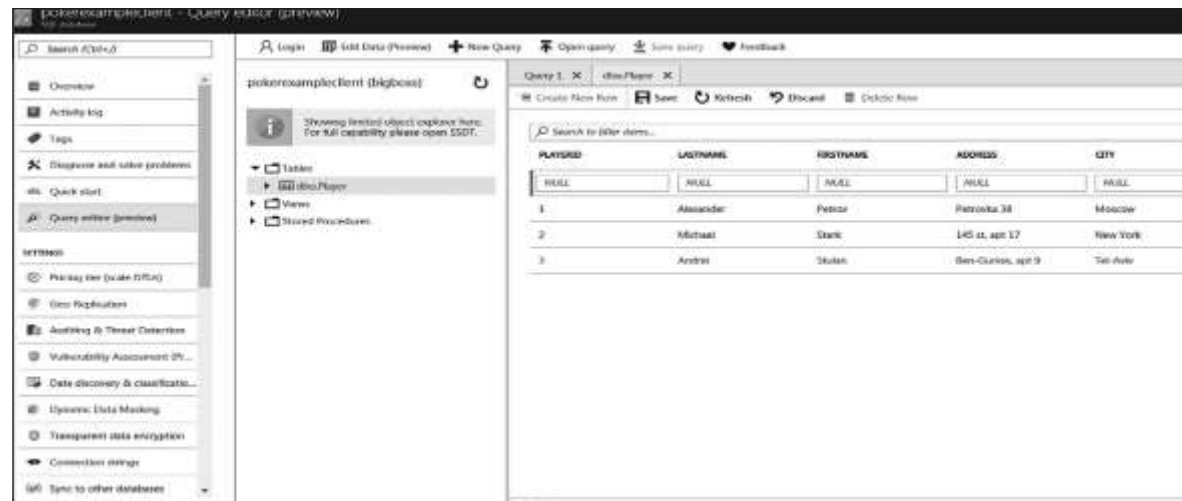 pokerexampleclient - Query editor (preview)
SQL database
Search (Ctrl+/)
Overview
Activity log
Tags
Diagnose and solve problems
Quick start
Query editor (preview)
SETTINGS
Pricing tier (scale DTUs)
Geo-Replication
Auditing & Threat Detection
Vulnerability Assessment (Pr...
Data discovery & classificatio...
Dynamic Data Masking
Transparent data encryption
Connection strings
Sync to other databases
Login Edit Data (Preview) New Query Open query Save query Feedback
pokerexampleclient (bigboss)
Showing limited object explorer here.
For full capability please open SSDT.
Tables
dbo.Player
Views
Stored Procedures
Query 1 dbo.Player
Create New Row Save Refresh Discard Delete Row
Search to filter items...
PLAYERID LASTNAME FIRSTNAME ADDRESS CITY
NULL NULL NULL NULL NULL
1 Alexander Petrov Petrovka 38 Moscow
2 Michael Stark 145 st, apt 17 New York
3 Andrei Ben-Gurion, apt 9 Tel-Aviv